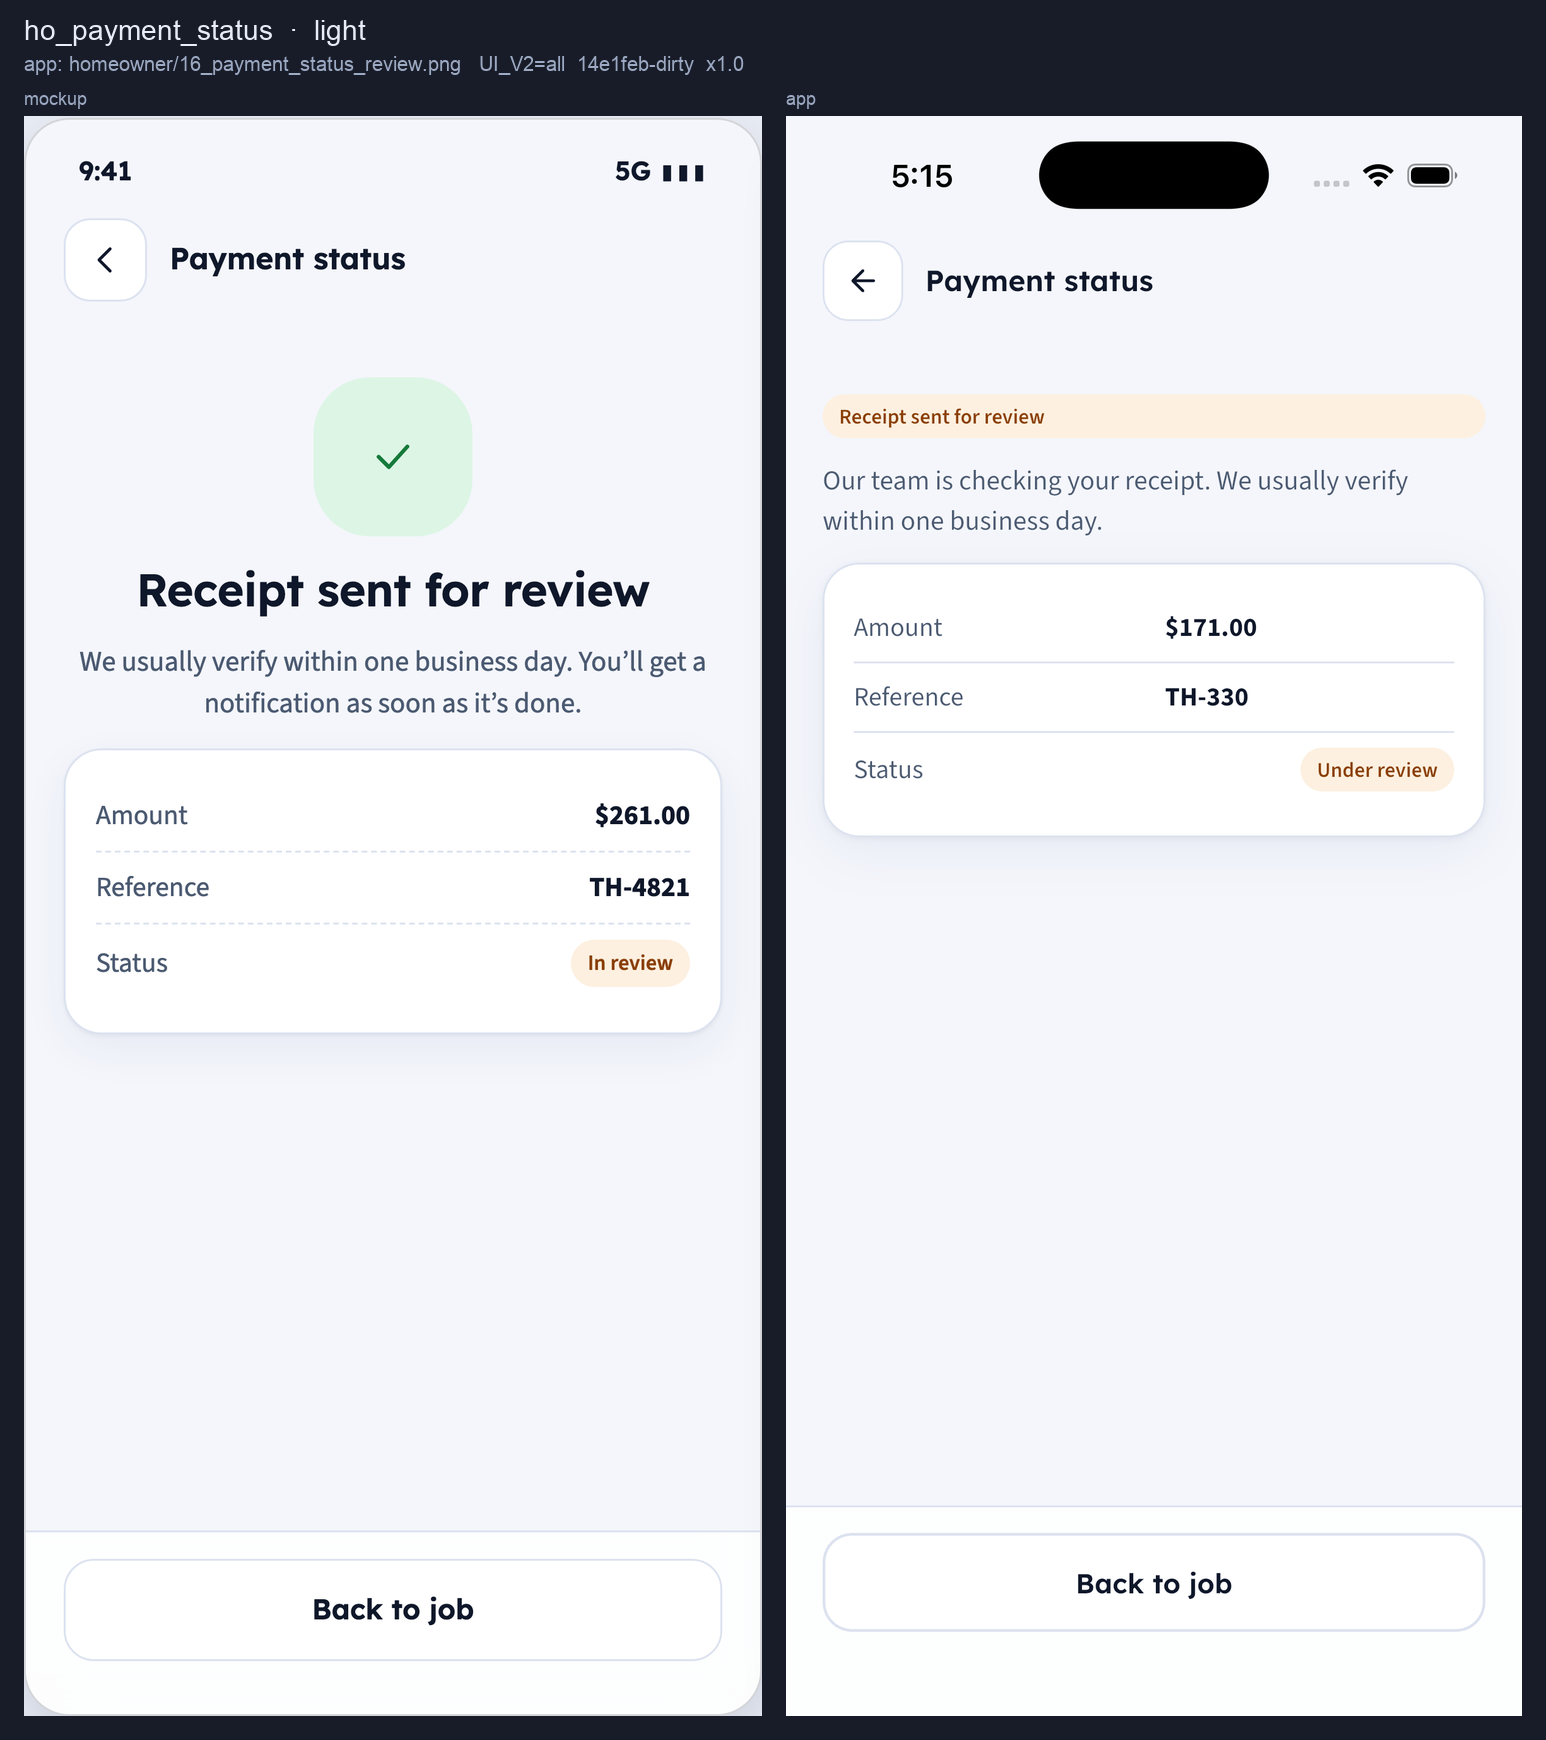 ho_payment_status · light
app: homeowner/16_payment_status_review.png UI_V2=all 14e1feb-dirty x1.0
mockup
9:41
5G
Payment status
Receipt sent for review
We usually verify within one business day. You’ll get a
notification as soon as it’s done.
Amount $261.00
Reference TH-4821
Status In review
Back to job
app
5:15
Payment status
Receipt sent for review
Our team is checking your receipt. We usually verify
within one business day.
Amount $171.00
Reference TH-330
Status Under review
Back to job